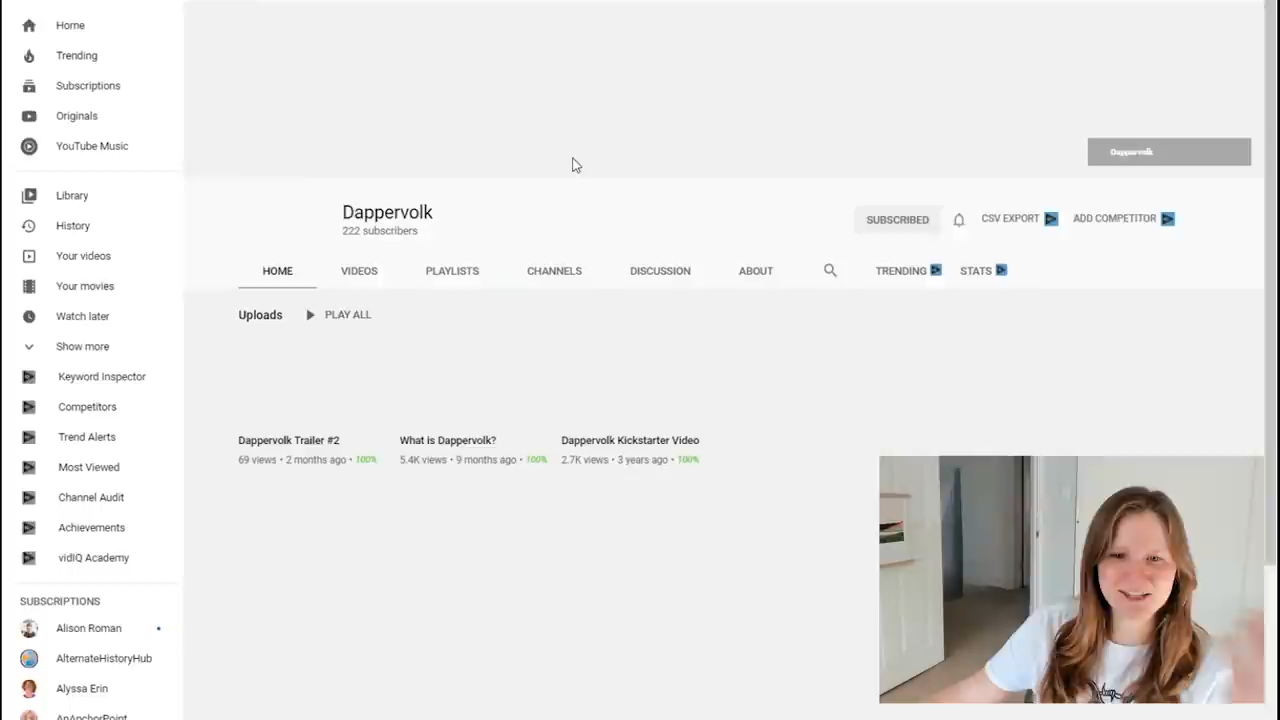 Home
Trending
Subscriptions
Originals
YouTube Music
Library
History
Your videos
Your movies
Watch later
Show more
Keyword Inspector
Competitors
Trend Alerts
Most Viewed
Channel Audit
Achievements
vidIQ Academy
SUBSCRIPTIONS
Alison Roman
AlternateHistoryHub
Alyssa Erin
AnAnchorPoint
Dappervolk
Dappervolk
222 subscribers
SUBSCRIBED
CSV EXPORT
ADD COMPETITOR
HOME VIDEOS PLAYLISTS CHANNELS DISCUSSION ABOUT TRENDING STATS
Uploads PLAY ALL
Dappervolk Trailer #2
69 views • 2 months ago • 100%
What is Dappervolk?
5.4K views • 9 months ago • 100%
Dappervolk Kickstarter Video
2.7K views • 3 years ago • 100%